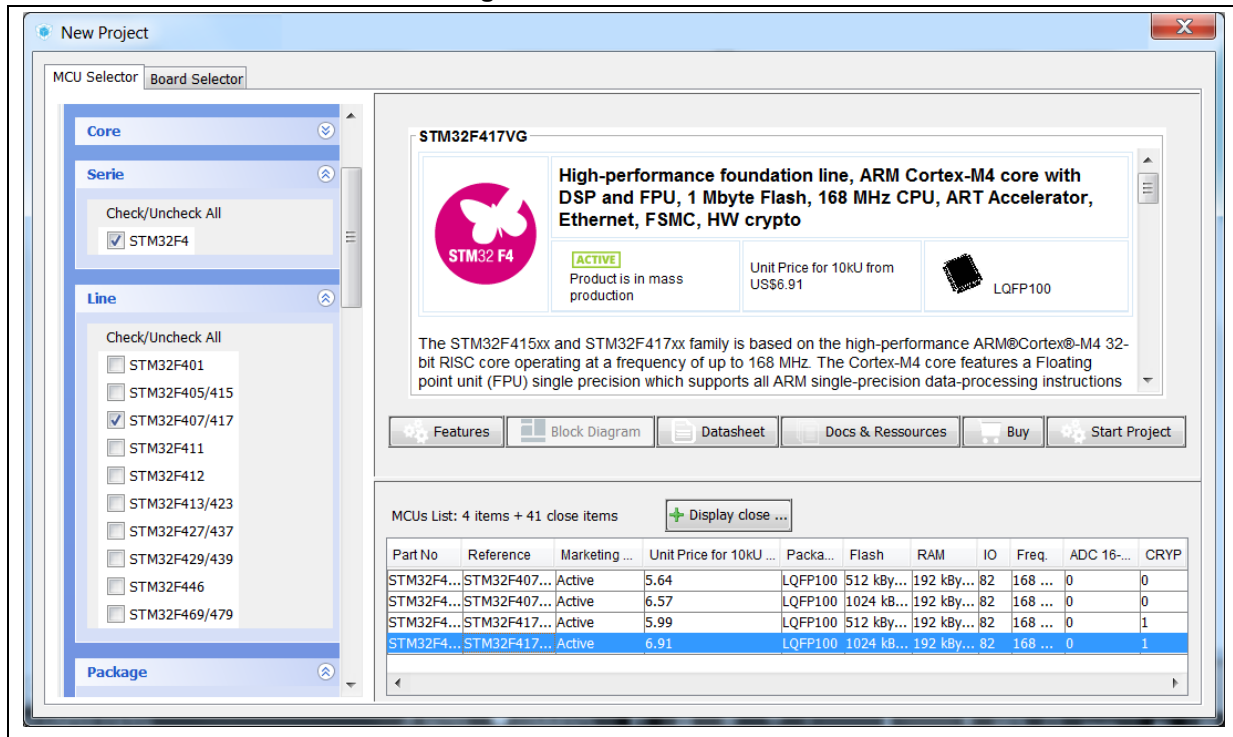 New Project
X
MCU Selector
Board Selector
Core
Serie
Check/Uncheck All
STM32F4
Line
Check/Uncheck All
STM32F401
STM32F405/415
STM32F407/417
STM32F411
STM32F412
STM32F413/423
STM32F427/437
STM32F429/439
STM32F446
STM32F469/479
Package
STM32F417VG
STM32 F4
High-performance foundation line, ARM Cortex-M4 core with
DSP and FPU, 1 Mbyte Flash, 168 MHz CPU, ART Accelerator,
Ethernet, FSMC, HW crypto
ACTIVE
Product is in mass
production
Unit Price for 10kU from
US$6.91
LQFP100
The STM32F415xx and STM32F417xx family is based on the high-performance ARM®Cortex®-M4 32-
bit RISC core operating at a frequency of up to 168 MHz. The Cortex-M4 core features a Floating
point unit (FPU) single precision which supports all ARM single-precision data-processing instructions
Features Block Diagram Datasheet Docs & Ressources Buy Start Project
MCUs List: 4 items + 41 close items
Display close ...
Part No Reference Marketing ... Unit Price for 10kU ... Packa... Flash RAM IO Freq. ADC 16-... CRYP
STM32F4... STM32F407... Active 5.64 LQFP100 512 kBy... 192 kBy... 82 168 ... 0 0
STM32F4... STM32F407... Active 6.57 LQFP100 1024 kB... 192 kBy... 82 168 ... 0 0
STM32F4... STM32F417... Active 5.99 LQFP100 512 kBy... 192 kBy... 82 168 ... 0 1
STM32F4... STM32F417... Active 6.91 LQFP100 1024 kB... 192 kBy... 82 168 ... 0 1